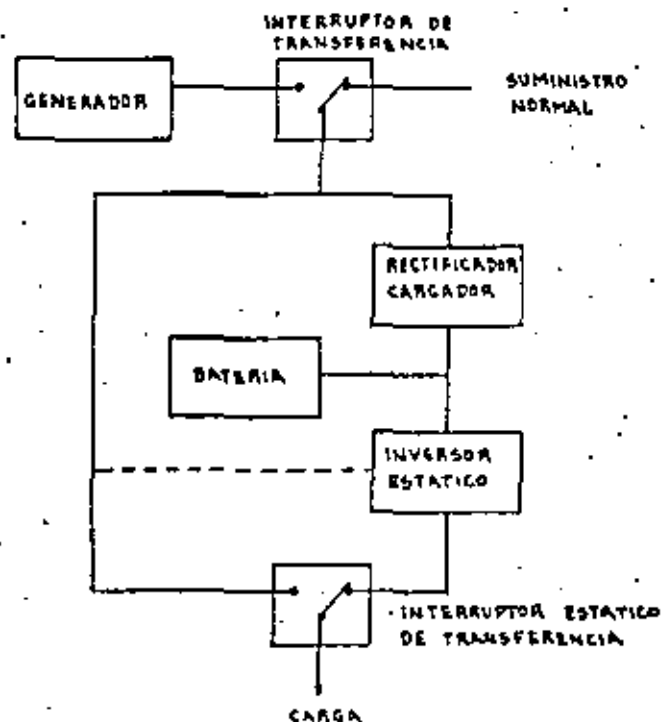 INTERRUPTOR DE
TRANSFERENCIA
GENERADOR
SUMINISTRO
NORMAL
RECTIFICADOR
CARGADOR
BATERIA
INVERSOR
ESTATICO
INTERRUPTOR ESTATICO
DE TRANSFERENCIA
CARGA